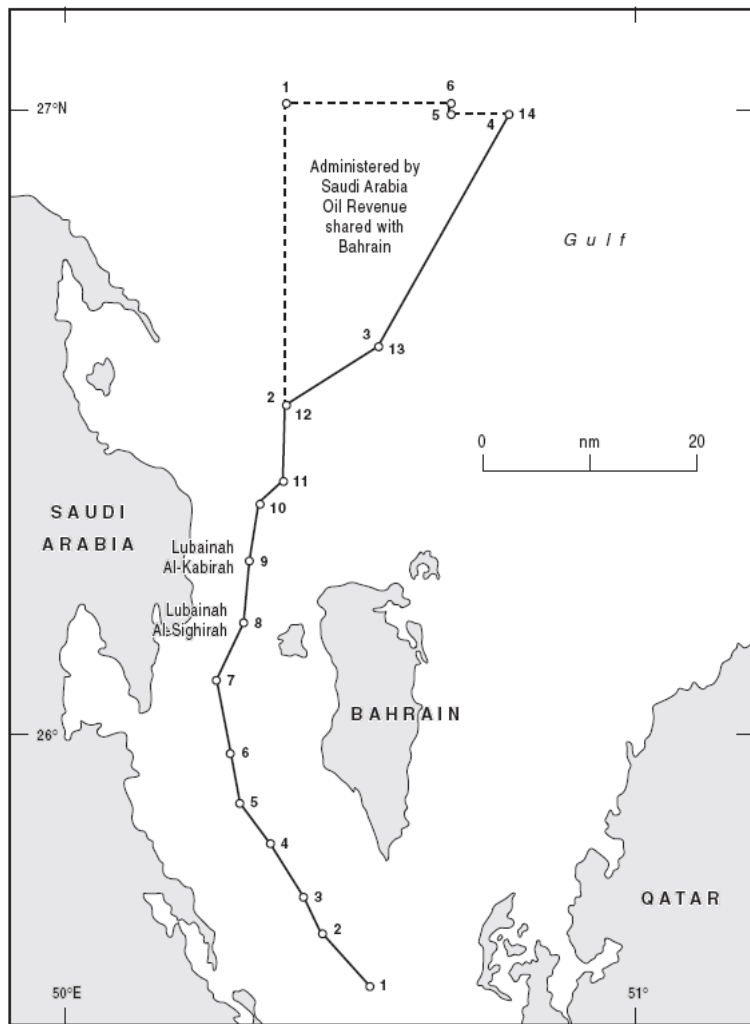 1
6
27°N
5
4
14
Administered by
Saudi Arabia
Oil Revenue
shared with
Bahrain
Gulf
3
13
2
12
0
nm
20
11
10
SAUDI
ARABIA
Lubainah
Al-Kabirah
9
Lubainah
Al-Sighirah
8
7
BAHRAIN
26°
6
5
4
3
QATAR
2
1
50°E
51°